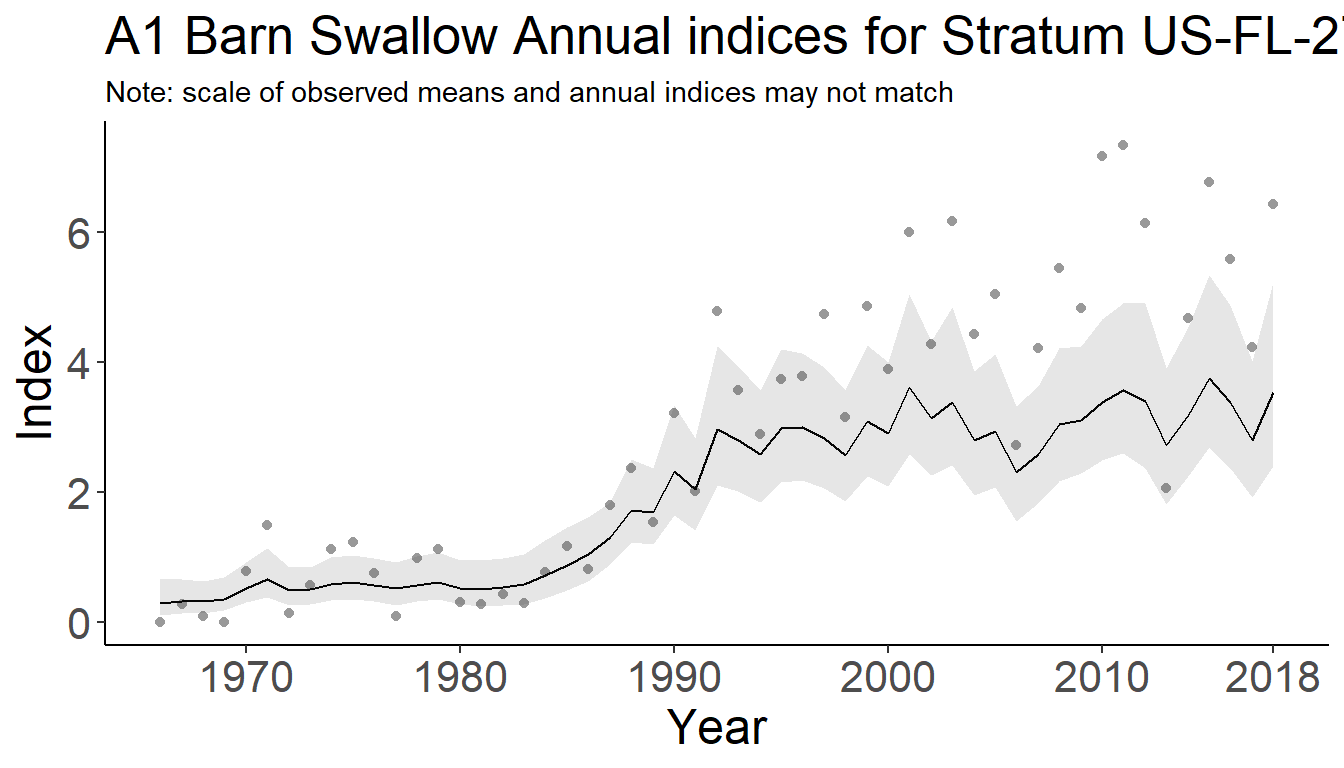 A1 Barn Swallow Annual indices for Stratum US-FL-2
Note: scale of observed means and annual indices may not match
6
4
2
0
Index
1970 1980 1990 2000 2010 2018
Year